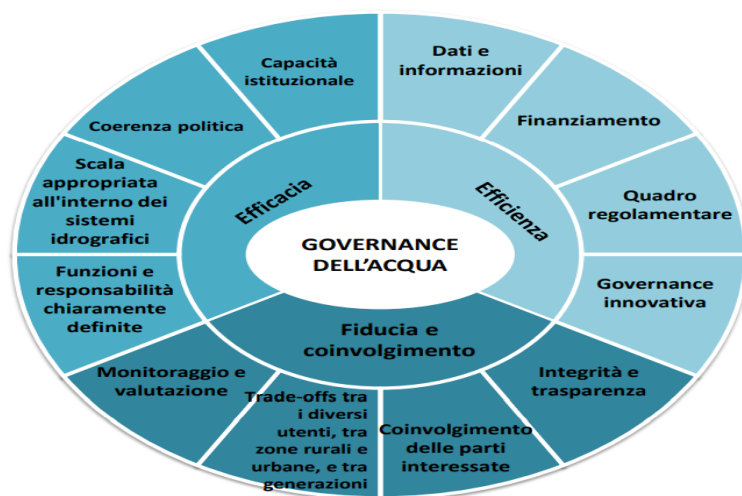 GOVERNANCE
DELL'ACQUA
Efficacia
Efficienza
Fiducia e
coinvolgimento
Dati e
informazioni
Finanziamento
Quadro
regolamentare
Governance
innovativa
Integrità e
trasparenza
Coinvolgimento
delle parti
interessate
Trade-offs tra
i diversi
utenti, tra
zone rurali e
urbane, e tra
generazioni
Monitoraggio e
valutazione
Funzioni e
responsabilità
chiaramente
definite
Scala
appropriata
all'interno dei
sistemi
idrografici
Coerenza politica
Capacità
istituzionale